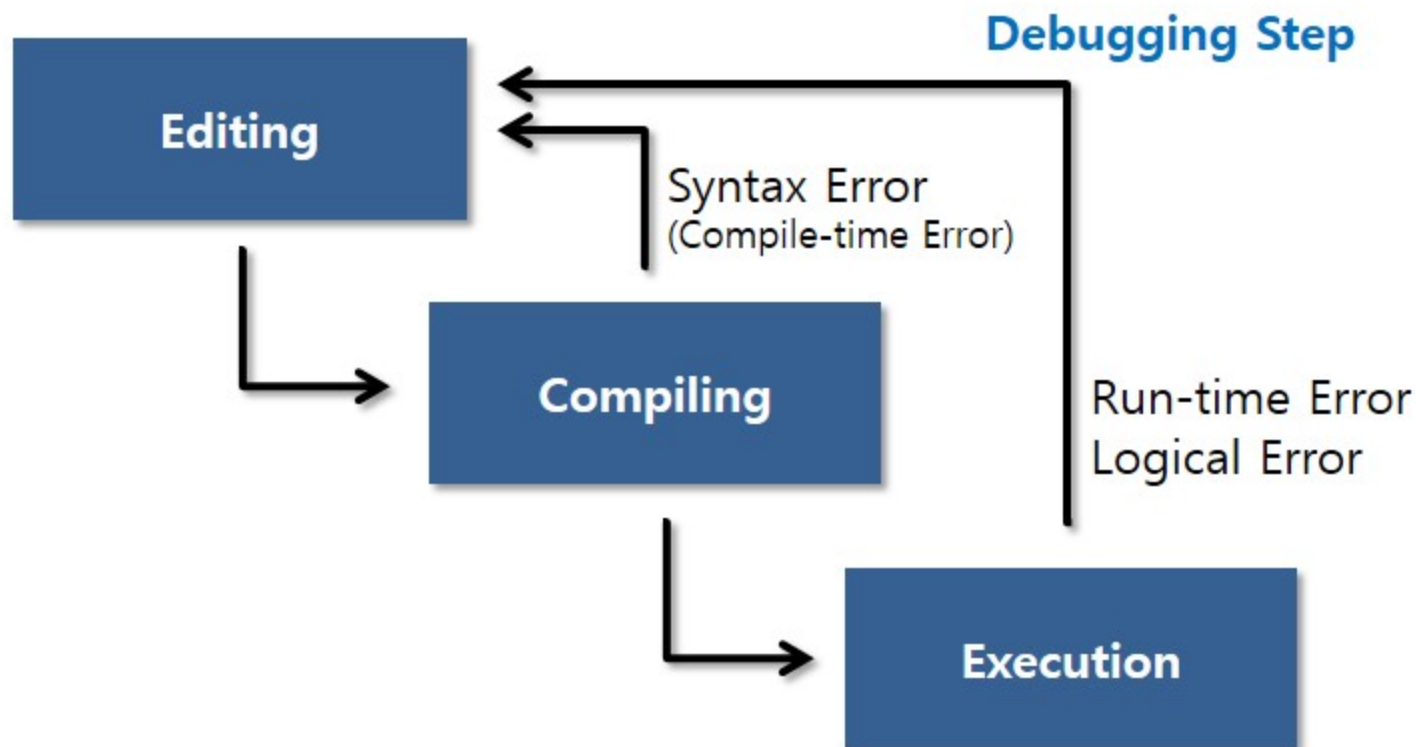 Debugging Step
Editing
Syntax Error
(Compile-time Error)
Compiling
Run-time Error
Logical Error
Execution